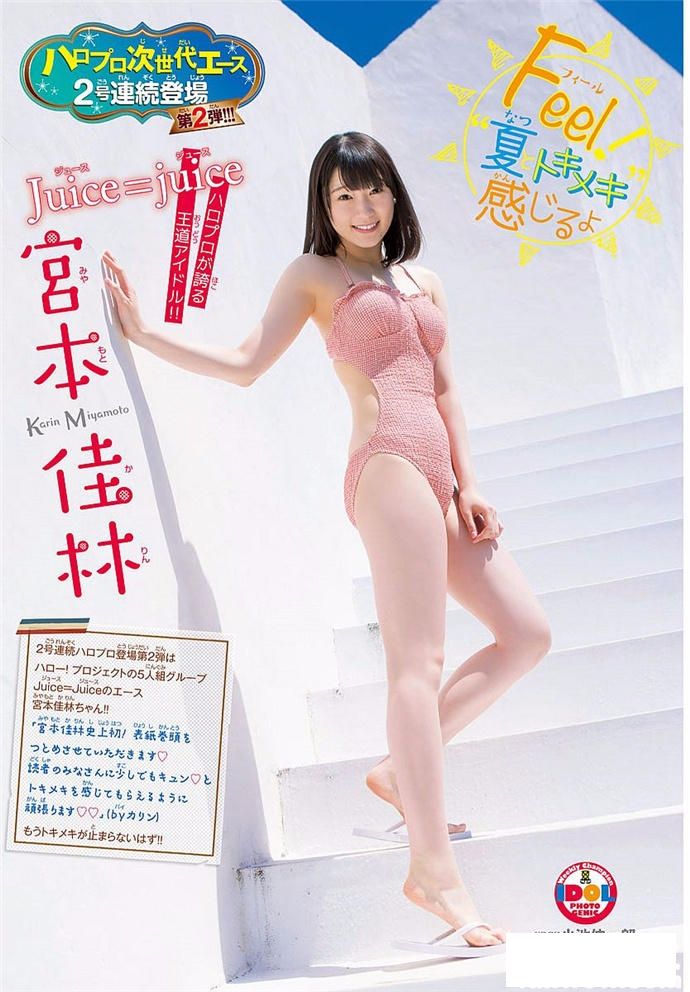 ハロプロ次世代エース
2号連続登場
第2弾!!!
Feel!
フィール
"夏とトキメキ"
感じるよ
Juice=juice
ハロプロが誇る
王道アイドル!!
宮本佳林
Karin Miyamoto
2号連続ハロプロ登場第2弾は
ハロー!プロジェクトの5人組グループ
Juice=Juiceのエース
宮本佳林ちゃん!!
「宮本佳林史上初!表紙巻頭を
つとめさせていただきます♡
読者のみなさんに少しでもキュン♡と
トキメキを感じてもらえるように
頑張ります♡♡」(byカリン)
もうトキメキが止まらないはず!!
Weekly Champion
IDOL
PHOTO
GENIC